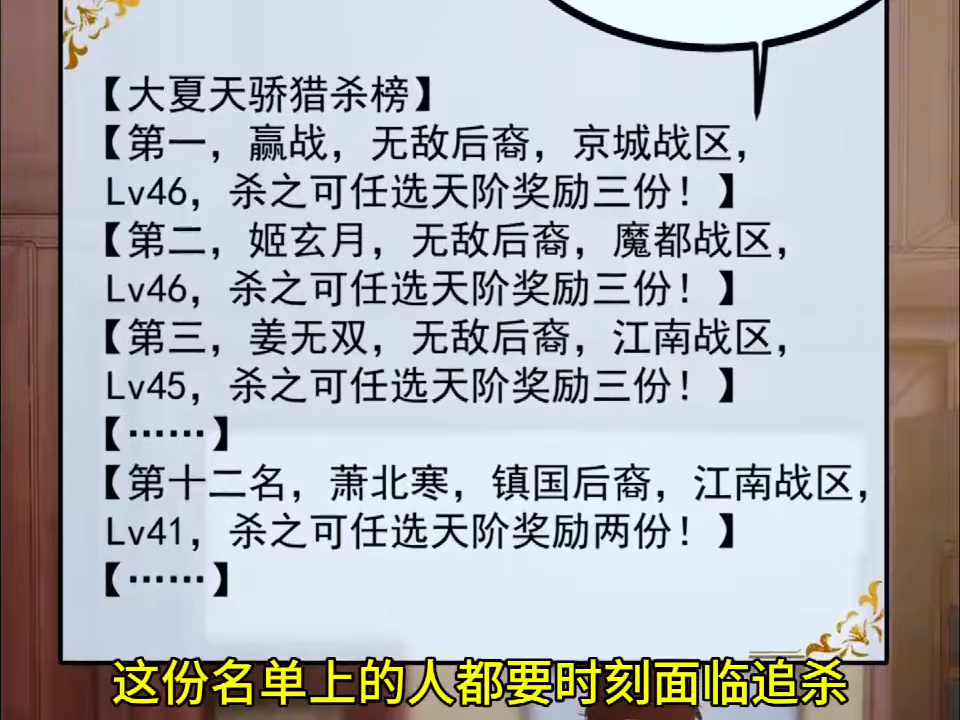 【大夏天骄猎杀榜】
【第一，赢战，无敌后裔，京城战区，
Lv46，杀之可任选天阶奖励三份！】
【第二，姬玄月，无敌后裔，魔都战区，
Lv46，杀之可任选天阶奖励三份！】
【第三，姜无双，无敌后裔，江南战区，
Lv45，杀之可任选天阶奖励三份！】
【……】
【第十二名，萧北寒，镇国后裔，江南战区，
Lv41，杀之可任选天阶奖励两份！】
【……】
这份名单上的人都要时刻面临追杀